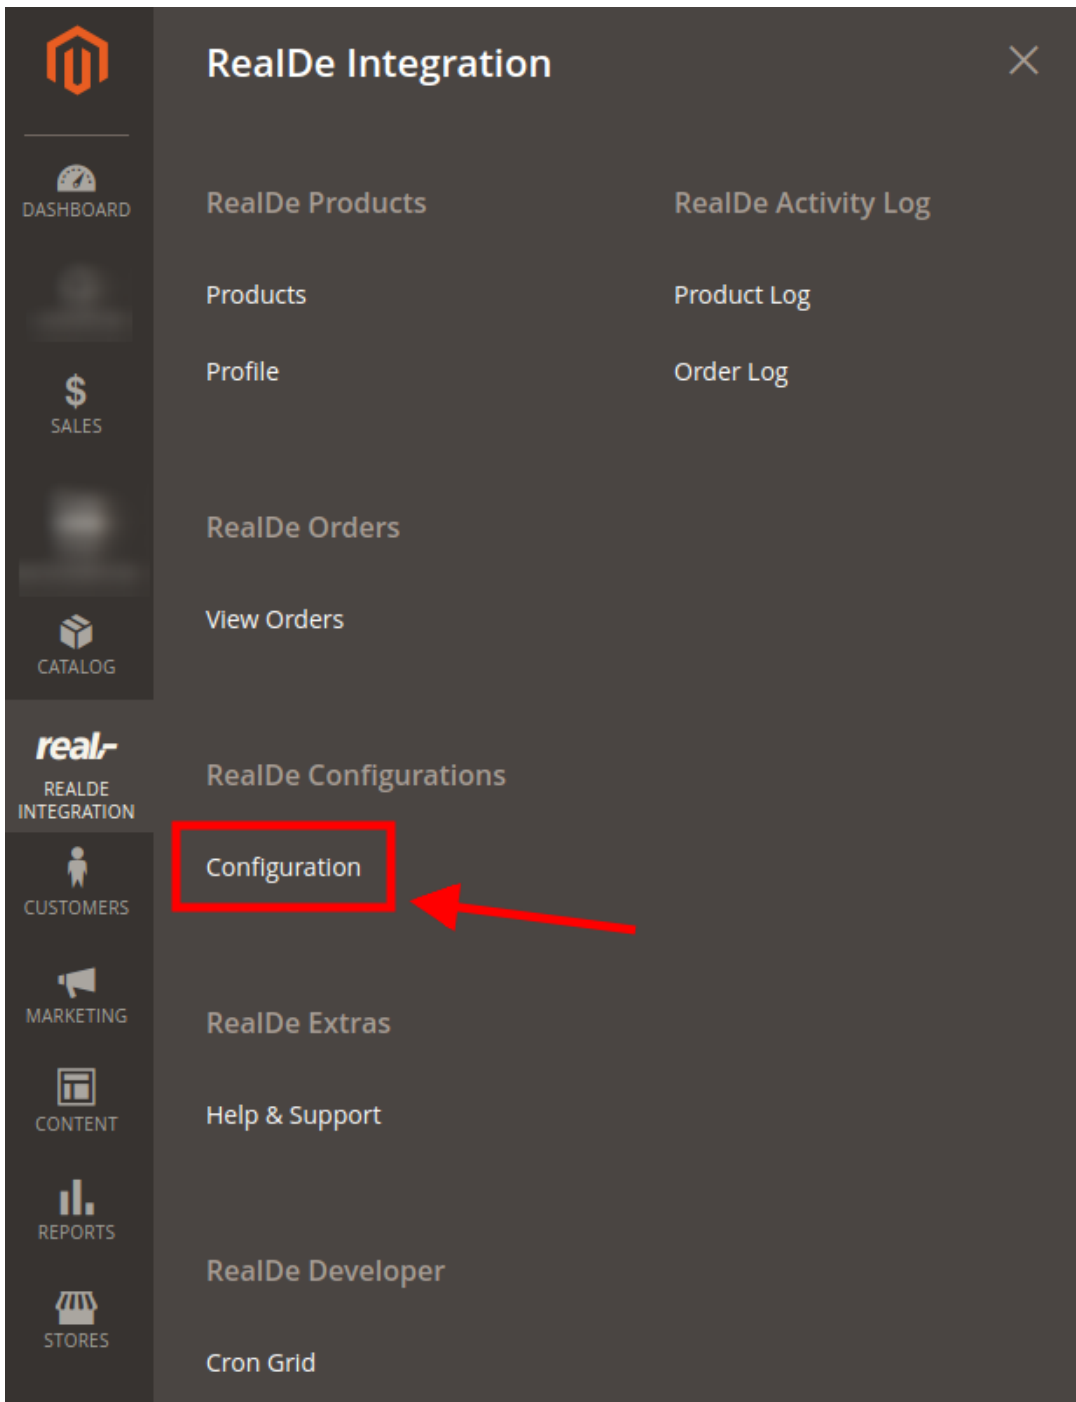 RealDe Integration
DASHBOARD
SALES
CATALOG
real,-
REALDE
INTEGRATION
CUSTOMERS
MARKETING
CONTENT
REPORTS
STORES
RealDe Products
Products
Profile
RealDe Orders
View Orders
RealDe Configurations
Configuration
RealDe Extras
Help & Support
RealDe Developer
Cron Grid
RealDe Activity Log
Product Log
Order Log